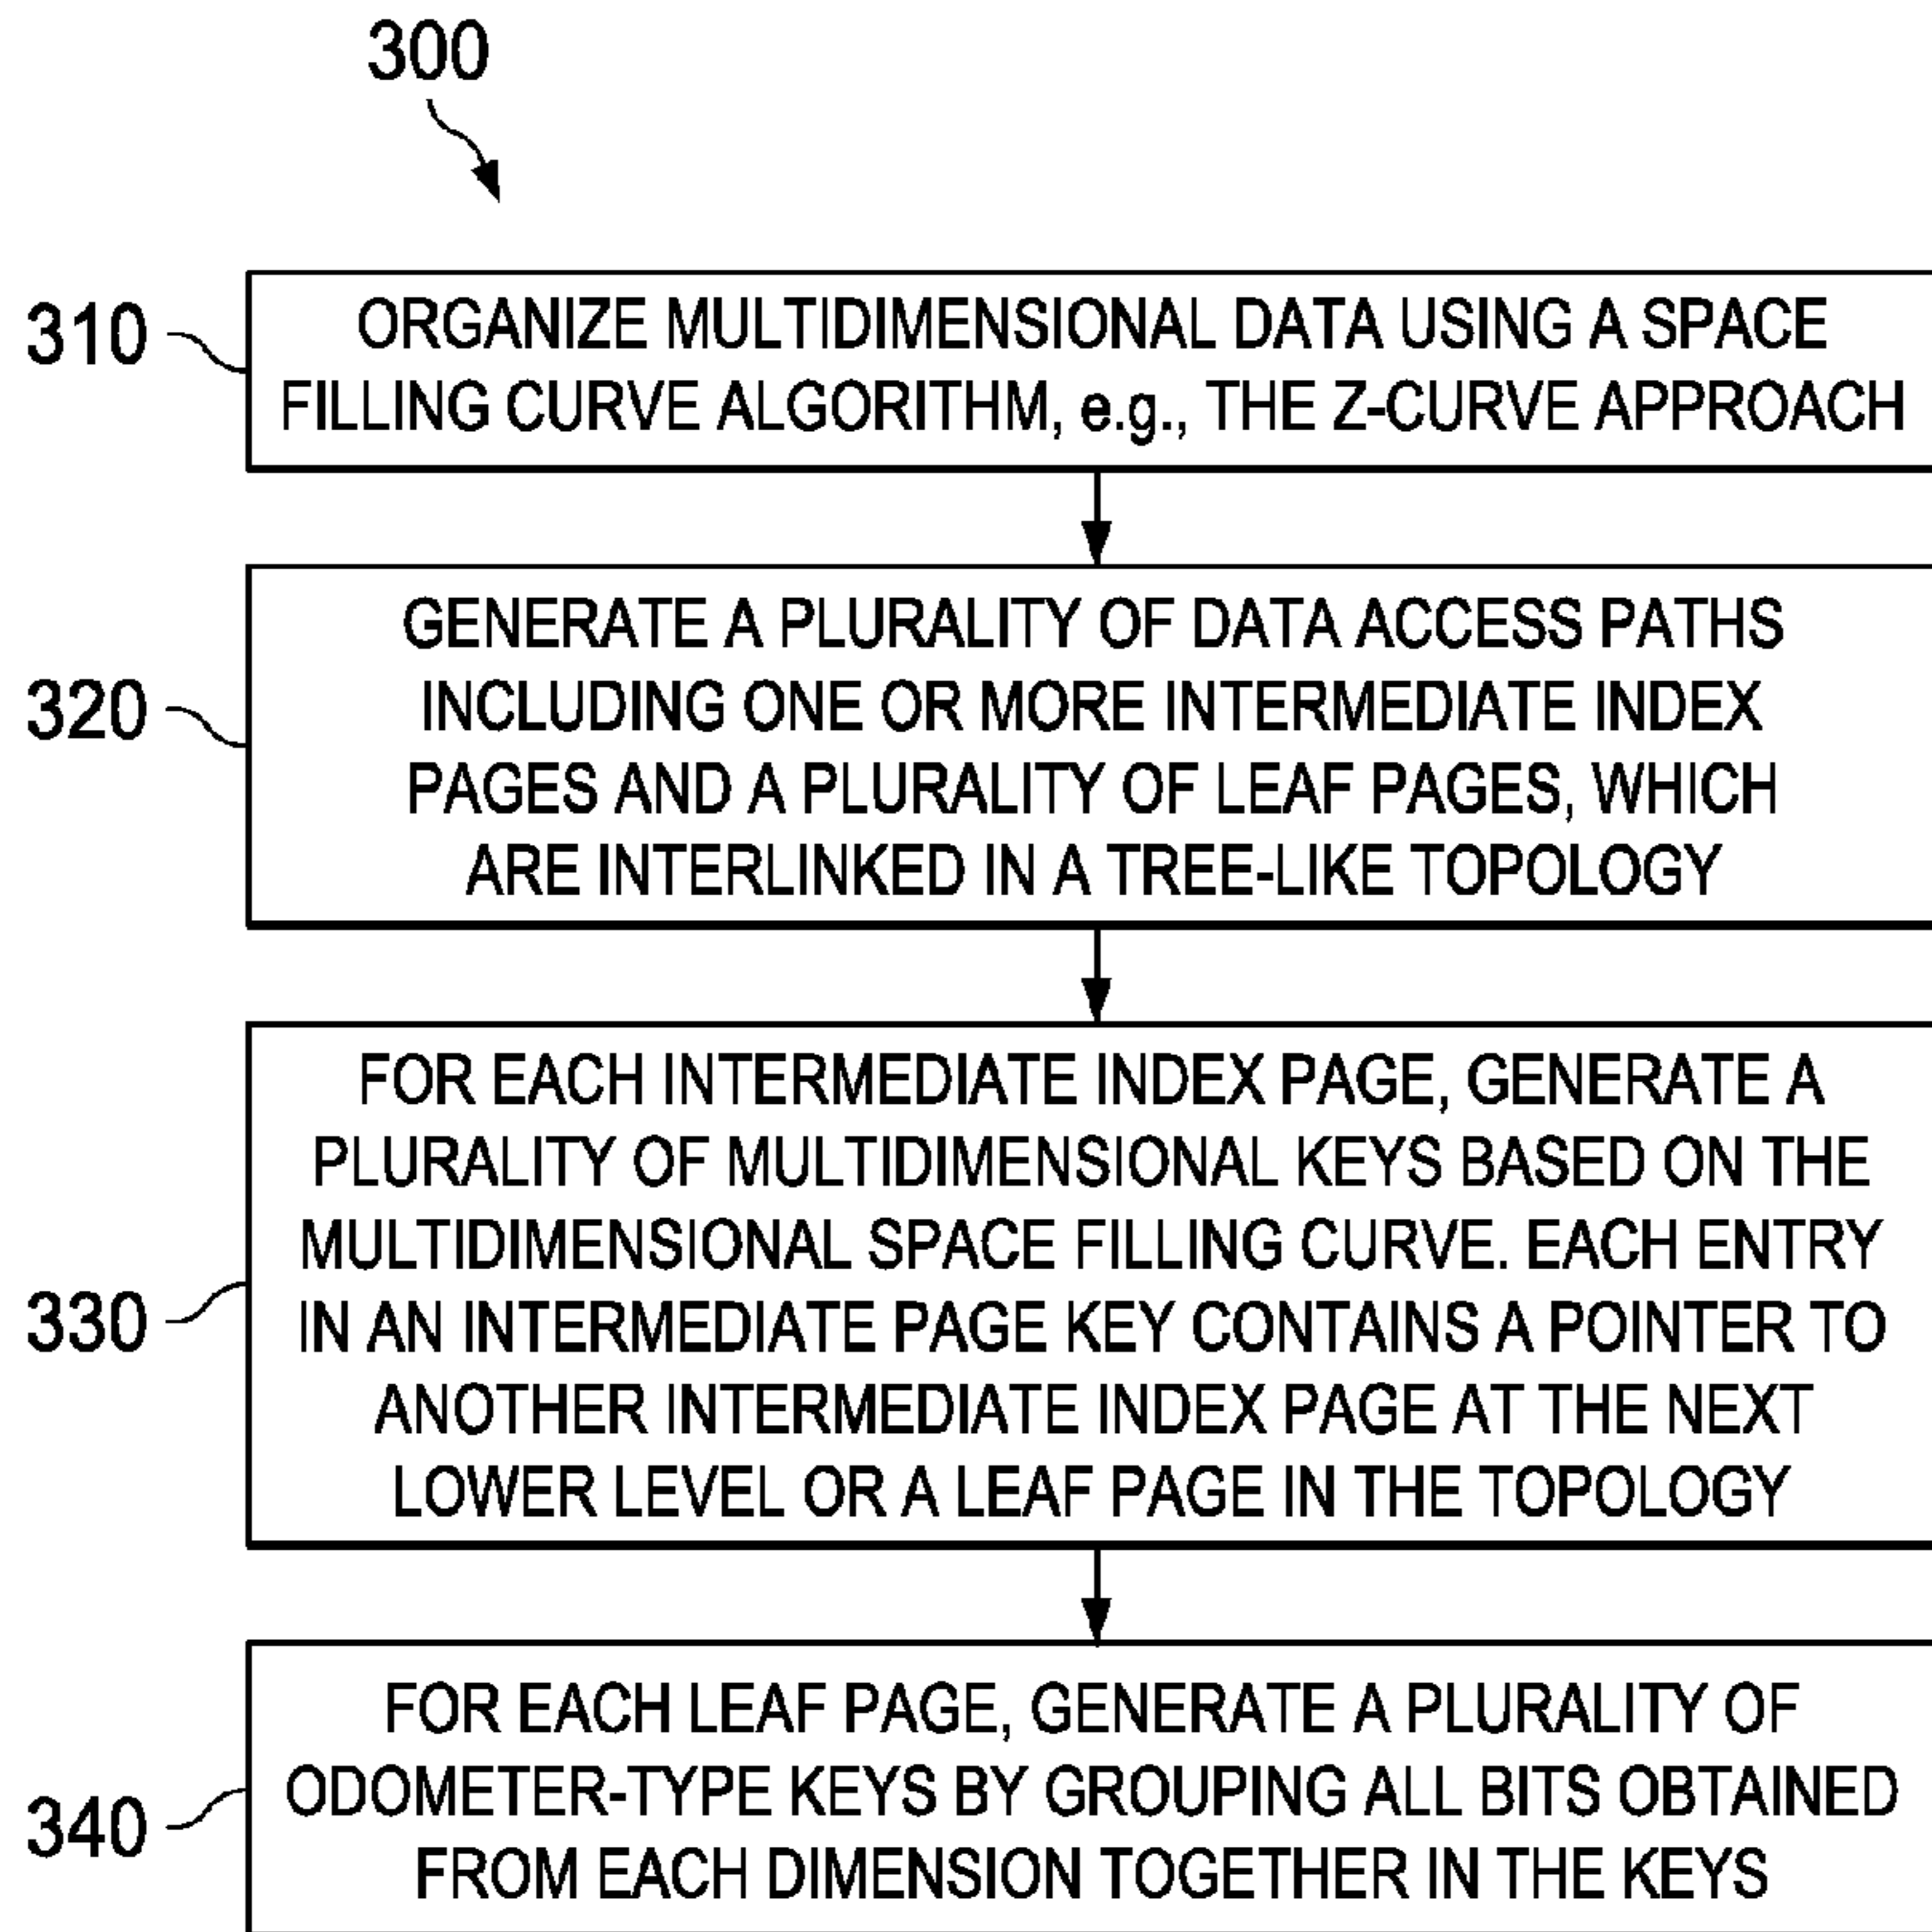 300
310
ORGANIZE MULTIDIMENSIONAL DATA USING A SPACE
FILLING CURVE ALGORITHM, e.g., THE Z-CURVE APPROACH
320
GENERATE A PLURALITY OF DATA ACCESS PATHS
INCLUDING ONE OR MORE INTERMEDIATE INDEX
PAGES AND A PLURALITY OF LEAF PAGES, WHICH
ARE INTERLINKED IN A TREE-LIKE TOPOLOGY
330
FOR EACH INTERMEDIATE INDEX PAGE, GENERATE A
PLURALITY OF MULTIDIMENSIONAL KEYS BASED ON THE
MULTIDIMENSIONAL SPACE FILLING CURVE. EACH ENTRY
IN AN INTERMEDIATE PAGE KEY CONTAINS A POINTER TO
ANOTHER INTERMEDIATE INDEX PAGE AT THE NEXT
LOWER LEVEL OR A LEAF PAGE IN THE TOPOLOGY
340
FOR EACH LEAF PAGE, GENERATE A PLURALITY OF
ODOMETER-TYPE KEYS BY GROUPING ALL BITS OBTAINED
FROM EACH DIMENSION TOGETHER IN THE KEYS